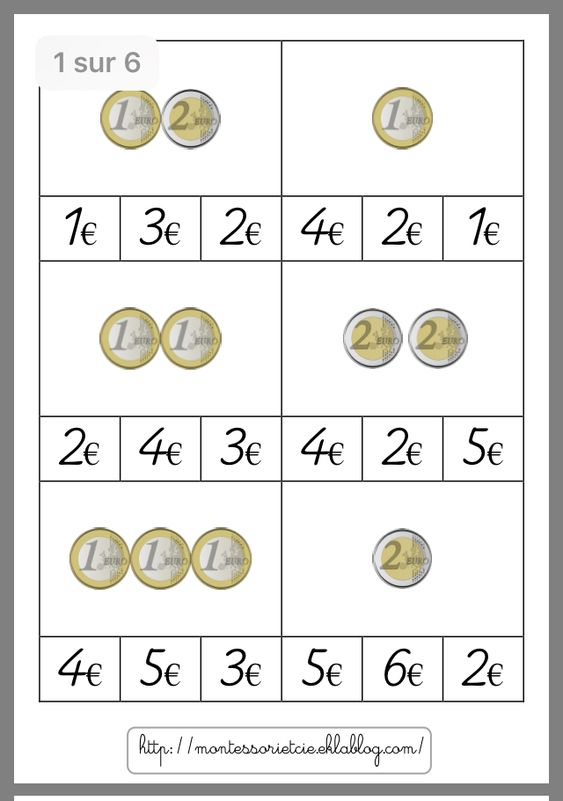 1 sur 6
1 EURO 2 EURO 1 EURO
1€ 3€ 2€ 4€ 2€ 1€
1 EURO 1 EURO 2 EURO 2 EURO
2€ 4€ 3€ 4€ 2€ 5€
1 EURO 1 EURO 1 EURO 2 EURO
4€ 5€ 3€ 5€ 6€ 2€
http://montessorietcie.eklablog.com/